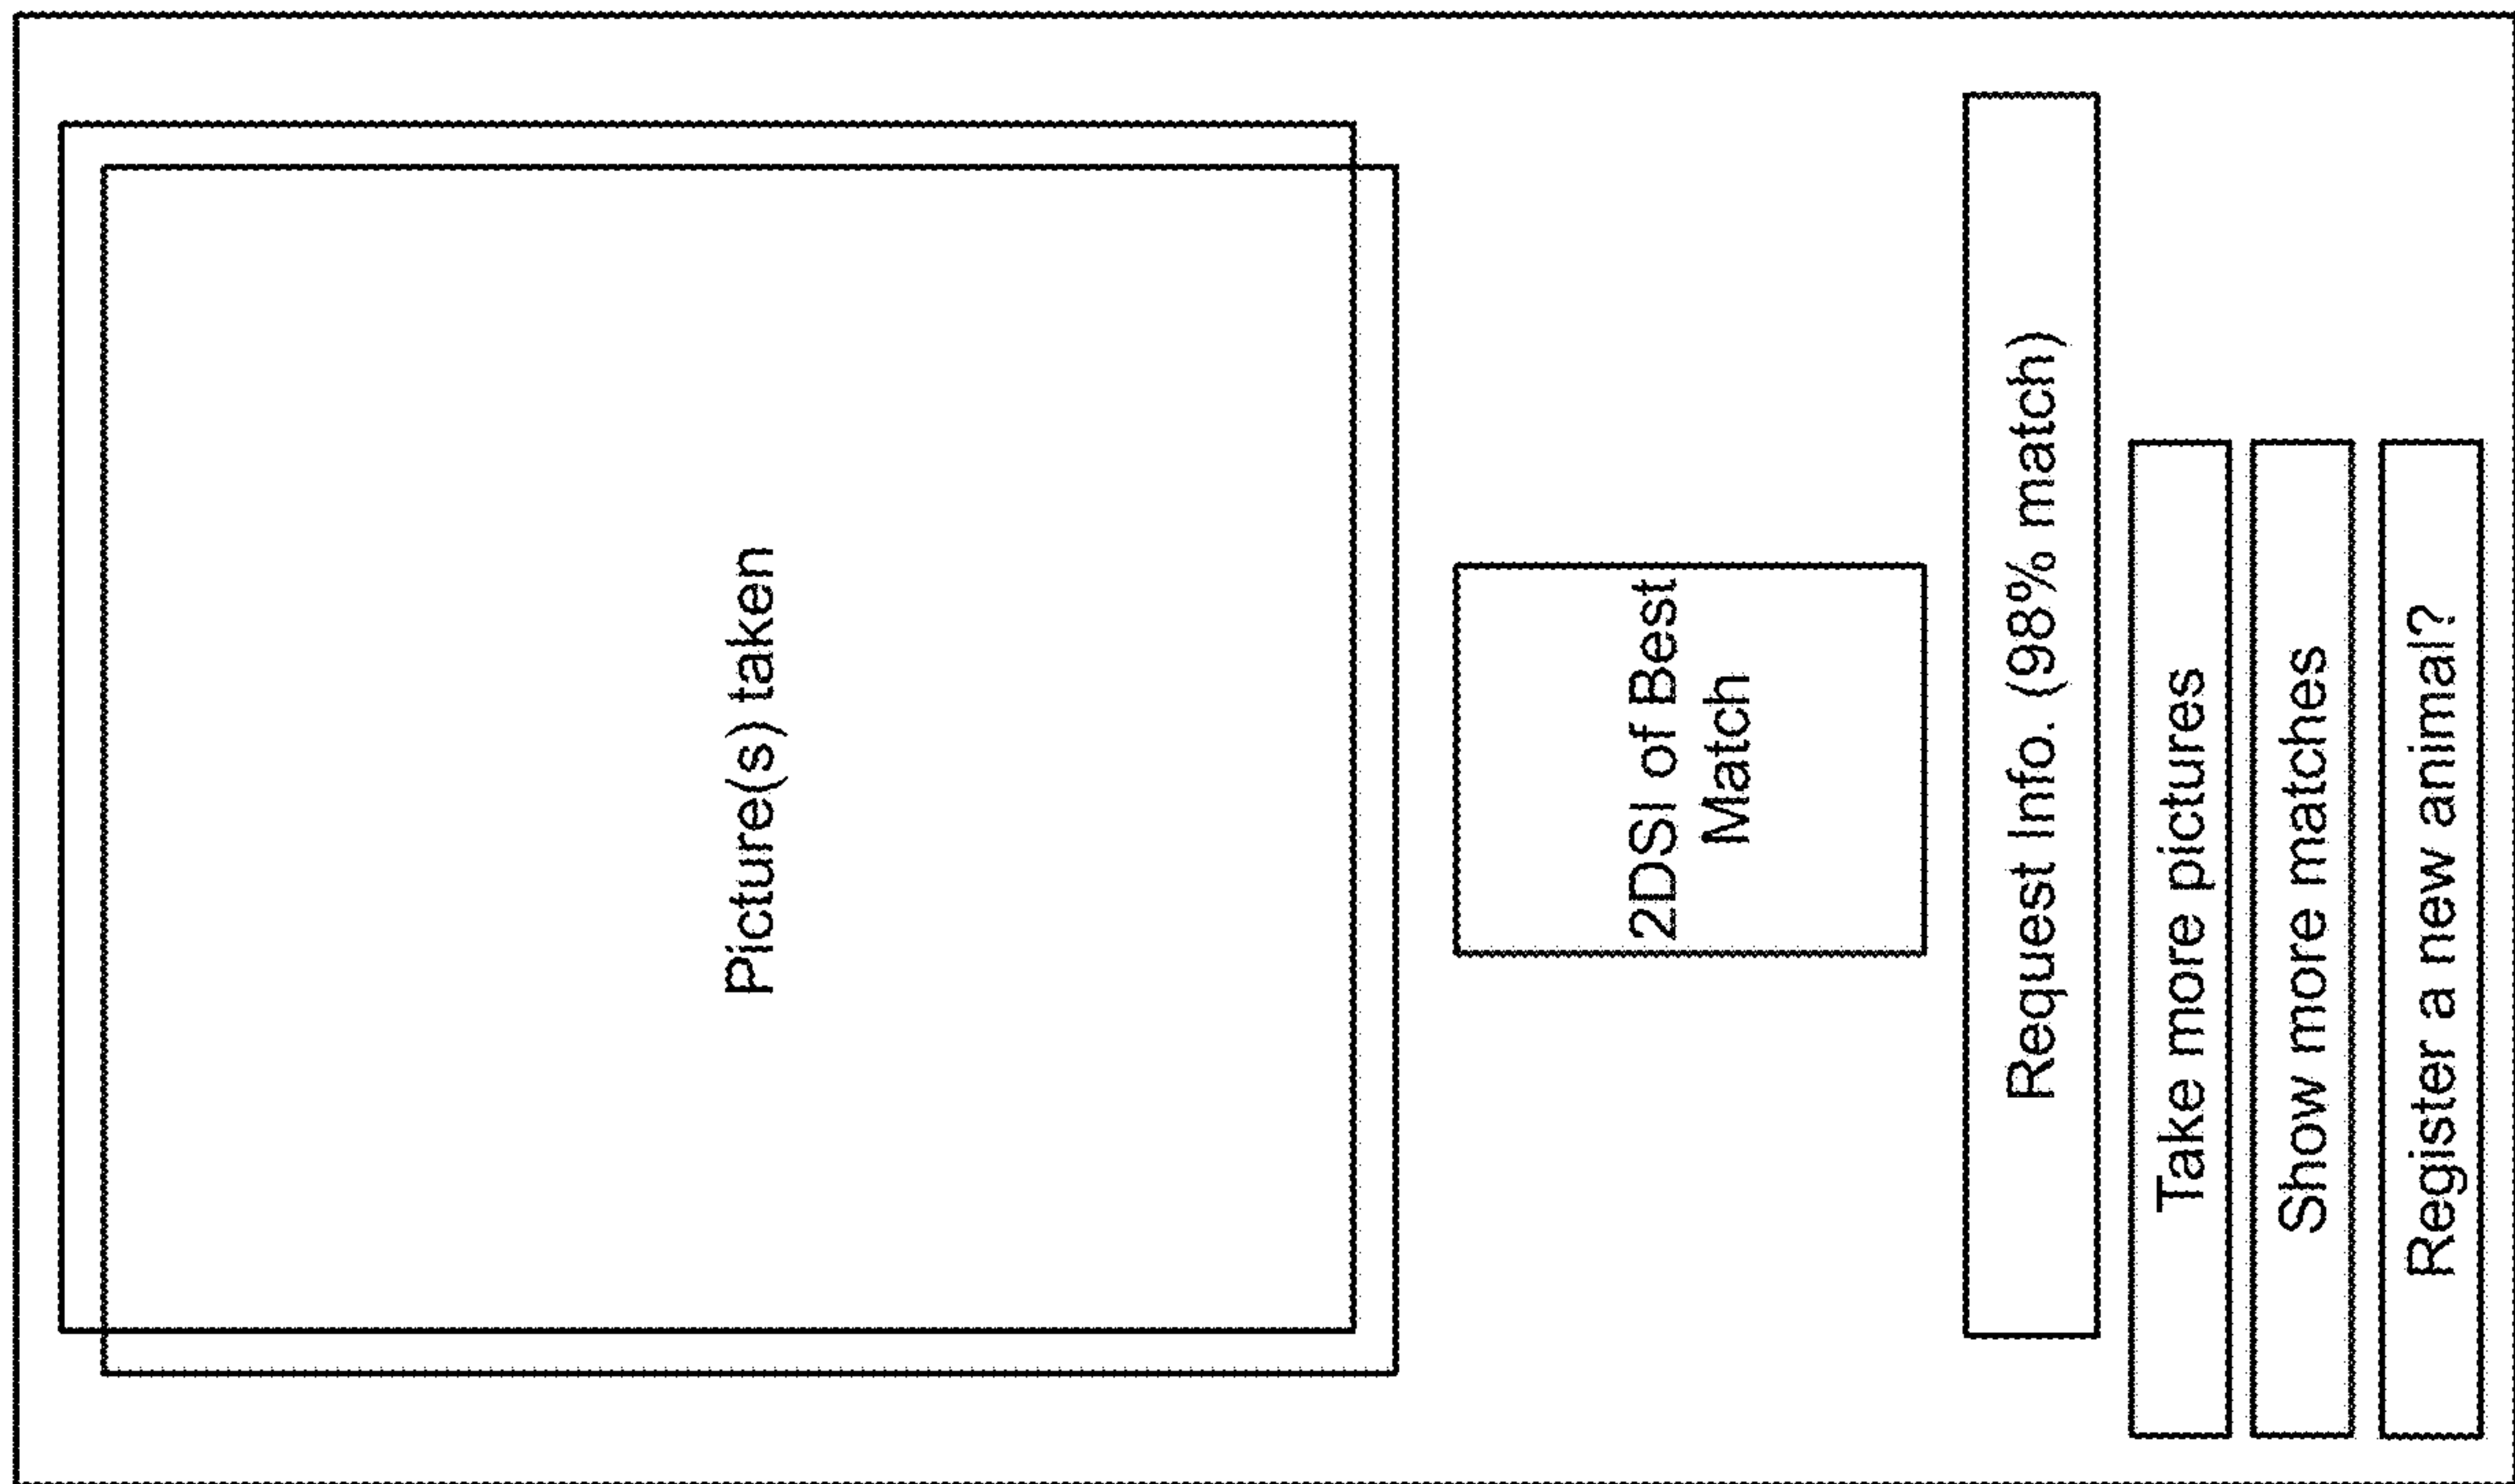 Picture(s) taken
2DSI of Best
Match
Request Info. (98% match)
Take more pictures
Show more matches
Register a new animal?